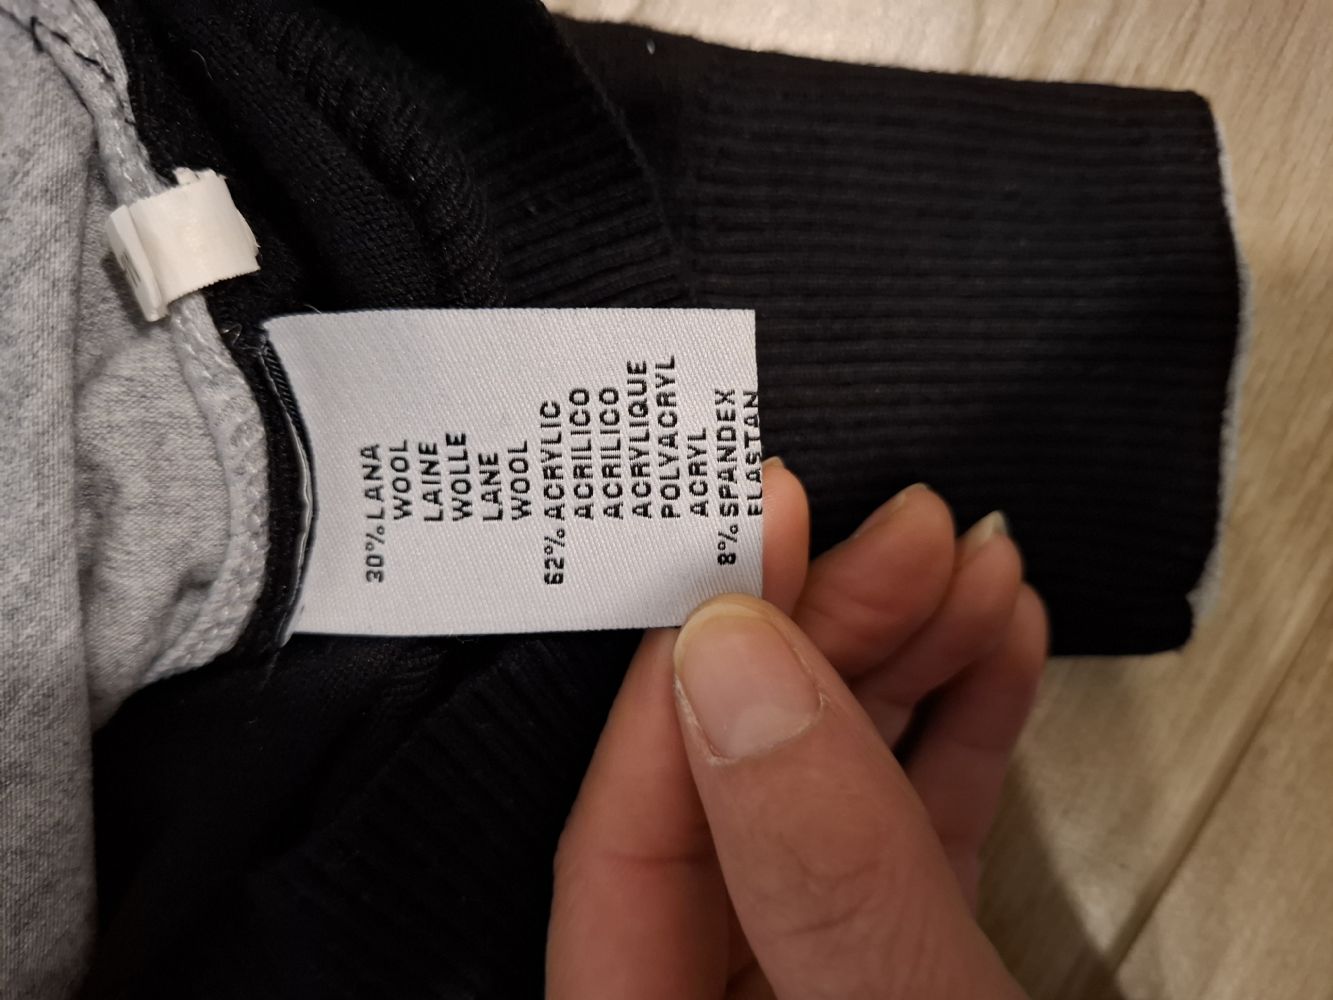 30% LANA
WOOL
LAINE
WOLLE
LANE
WOOL
62% ACRYLIC
ACRILICO
ACRILICO
ACRYLIQUE
POLYACRYL
ACRYL
8% SPANDEX
ELASTAN